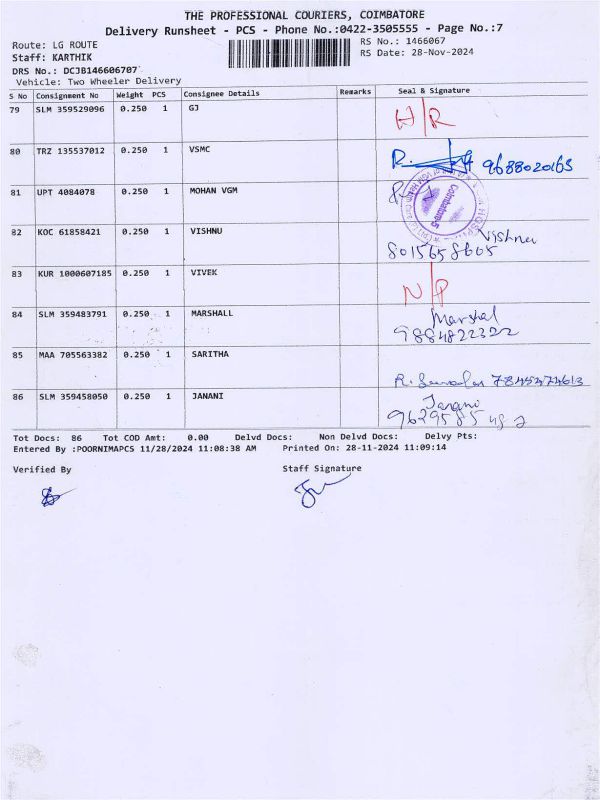 THE PROFESSIONAL COURIERS, COIMBATORE
Delivery Runsheet - PCS - Phone No.:0422-3505555 - Page No.:7
Route: LG ROUTE RS No.: 1466067
Staff: KARTHIK RS Date: 28-Nov-2024
DRS No.: DCJB146606707
Vehicle: Two Wheeler Delivery
S No Consignment No Weight PCS Consignee Details Remarks Seal & Signature
79 SLM 359529096 0.250 1 GJ H/R
80 TRZ 135537012 0.250 1 VSMC 9688020165
81 UPT 4084078 0.250 1 MOHAN VGM Coimbatore-5
82 KOC 61858421 0.250 1 VISHNU Vishnu
8015658605
83 KUR 1000607185 0.250 1 VIVEK N/P
84 SLM 359483791 0.250 1 MARSHALL Marshal
9884822322
85 MAA 705563382 0.250 1 SARITHA 7845474613
86 SLM 359458050 0.250 1 JANANI Janani
Tot Docs: 86 Tot COD Amt: 0.00 Delvd Docs: Non Delvd Docs: Delvy Pts:
Entered By :POORNIMAPCS 11/28/2024 11:08:38 AM Printed On: 28-11-2024 11:09:14
Verified By Staff Signature